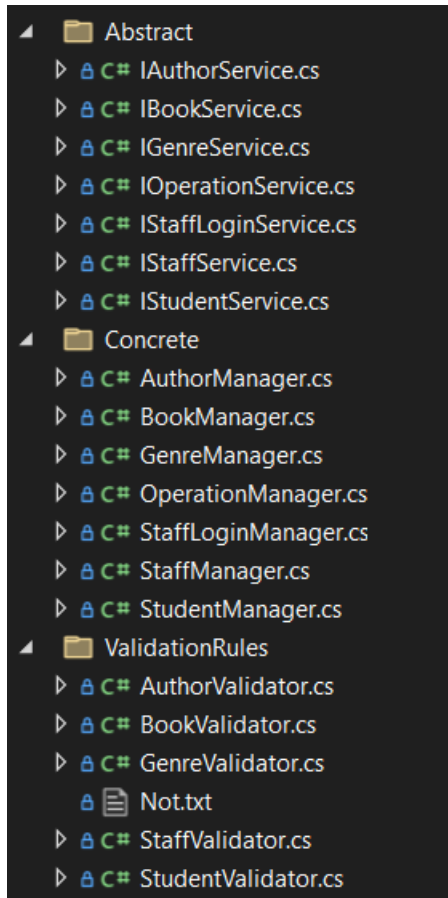 Abstract
C# IAuthorService.cs
C# IBookService.cs
C# IGenreService.cs
C# IOperationService.cs
C# IStaffLoginService.cs
C# IStaffService.cs
C# IStudentService.cs
Concrete
C# AuthorManager.cs
C# BookManager.cs
C# GenreManager.cs
C# OperationManager.cs
C# StaffLoginManager.cs
C# StaffManager.cs
C# StudentManager.cs
ValidationRules
C# AuthorValidator.cs
C# BookValidator.cs
C# GenreValidator.cs
Not.txt
C# StaffValidator.cs
C# StudentValidator.cs